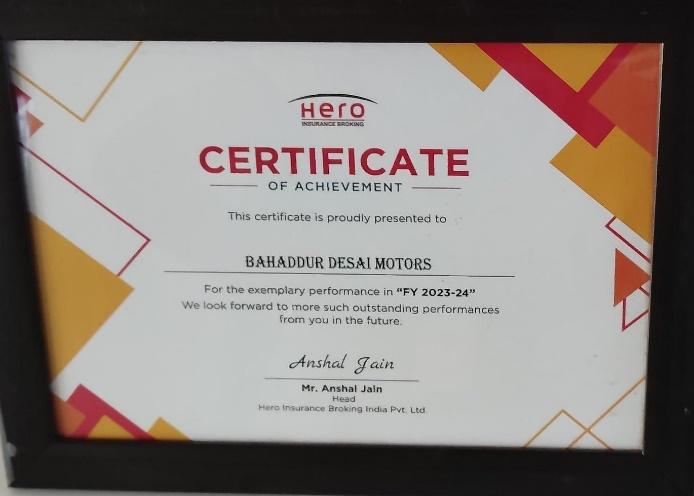 Hero
INSURANCE BROKING
CERTIFICATE
OF ACHIEVEMENT
This certificate is proudly presented to
BAHADDUR DESAI MOTORS
For the exemplary performance in "FY 2023-24"
We look forward to more such outstanding performances
from you in the future.
Anshal Jain
Mr. Anshal Jain
Head
Hero Insurance Broking India Pvt. Ltd.